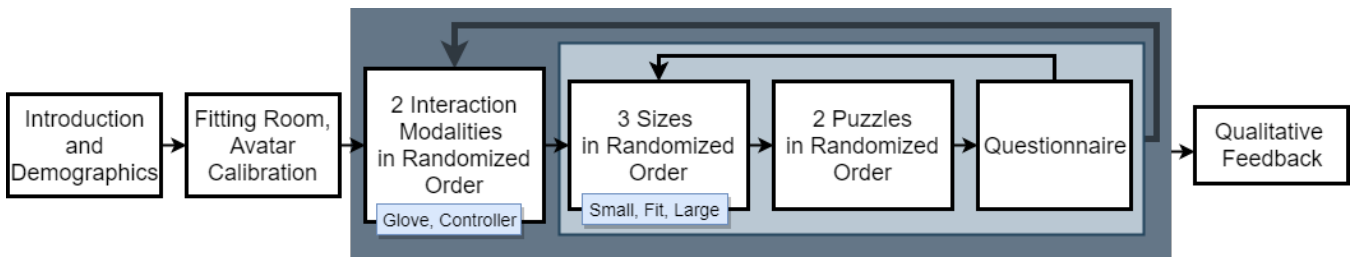 Introduction
and
Demographics
Fitting Room,
Avatar
Calibration
2 Interaction
Modalities
in Randomized
Order
Glove, Controller
3 Sizes
in Randomized
Order
Small, Fit, Large
2 Puzzles
in Randomized
Order
Questionnaire
Qualitative
Feedback